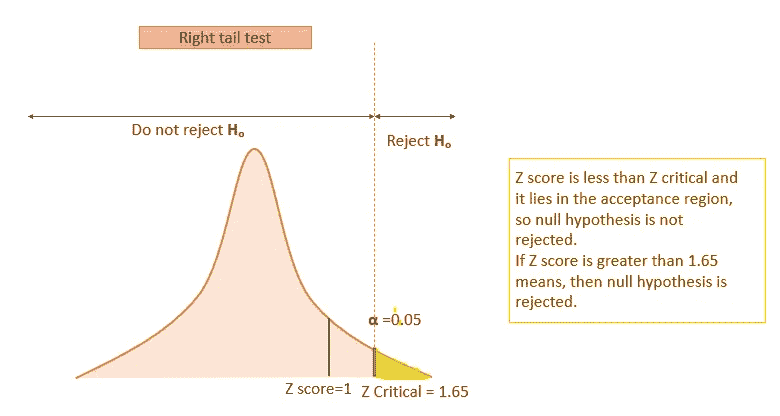 Right tail test
Do not reject H₀
Reject H₀
Z score is less than Z critical and
it lies in the acceptance region,
so null hypothesis is not
rejected.
If Z score is greater than 1.65
means, then null hypothesis is
rejected.
α =0.05
Z score=1
Z Critical = 1.65